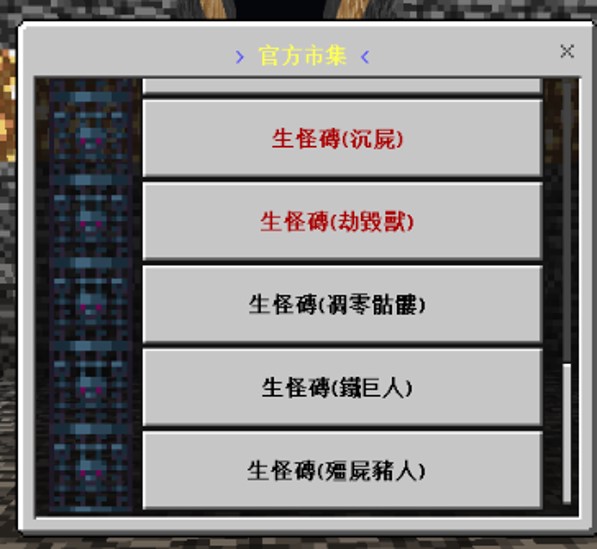 › 官方市集 ‹
生怪磚(沉屍)
生怪磚(劫毀獸)
生怪磚(凋零骷髏)
生怪磚(鐵巨人)
生怪磚(殭屍豬人)